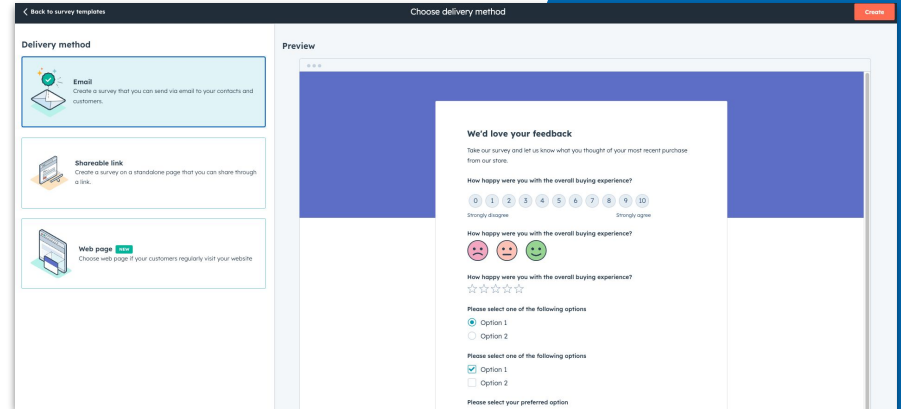 Back to survey templates
Choose delivery method
Create
Delivery method
Email
Create a survey that you can send via email to your contacts and
customers.
Shareable link
Create a survey on a standalone page that you can share through
a link.
Web page NEW
Choose web page if your customers regularly visit your website
Preview
We'd love your feedback
Take our survey and let us know what you thought of your most recent purchase
from our store.
How happy were you with the overall buying experience?
0 1 2 3 4 5 6 7 8 9 10
Strongly disagree Strongly agree
How happy were you with the overall buying experience?
How happy were you with the overall buying experience?
Please select one of the following options
Option 1
Option 2
Please select one of the following options
Option 1
Option 2
Please select your preferred option